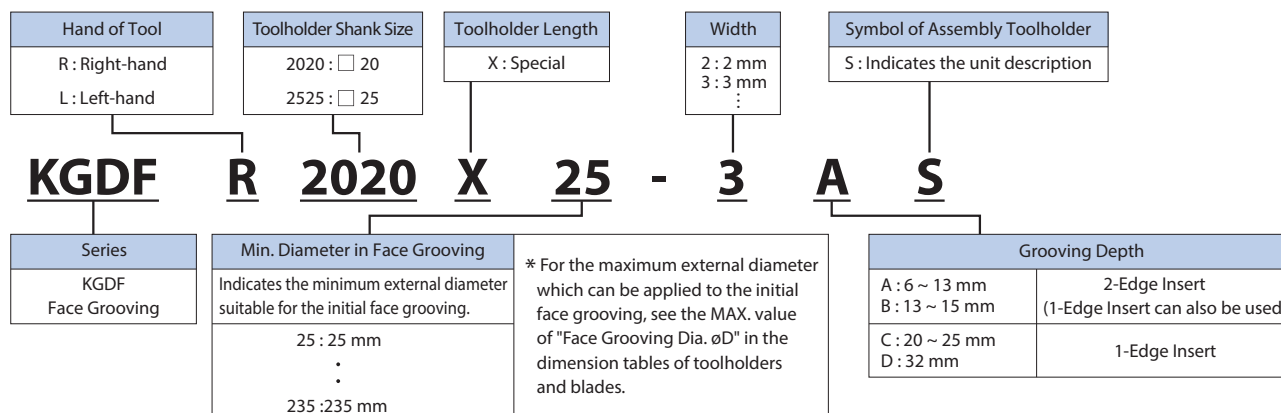 Hand of Tool
R : Right-hand
L : Left-hand
Toolholder Shank Size
2020 : □ 20
2525 : □ 25
Toolholder Length
X : Special
Width
2 : 2 mm
3 : 3 mm
⋮
Symbol of Assembly Toolholder
S : Indicates the unit description
KGDF R 2020 X 25 - 3 A S
Series
KGDF
Face Grooving
Min. Diameter in Face Grooving
Indicates the minimum external diameter
suitable for the initial face grooving.
25 : 25 mm
•
•
235 :235 mm
* For the maximum external diameter
which can be applied to the initial
face grooving, see the MAX. value
of "Face Grooving Dia. øD" in the
dimension tables of toolholders
and blades.
Grooving Depth
A : 6 ~ 13 mm
B : 13 ~ 15 mm
2-Edge Insert
(1-Edge Insert can also be used
C : 20 ~ 25 mm
D : 32 mm
1-Edge Insert